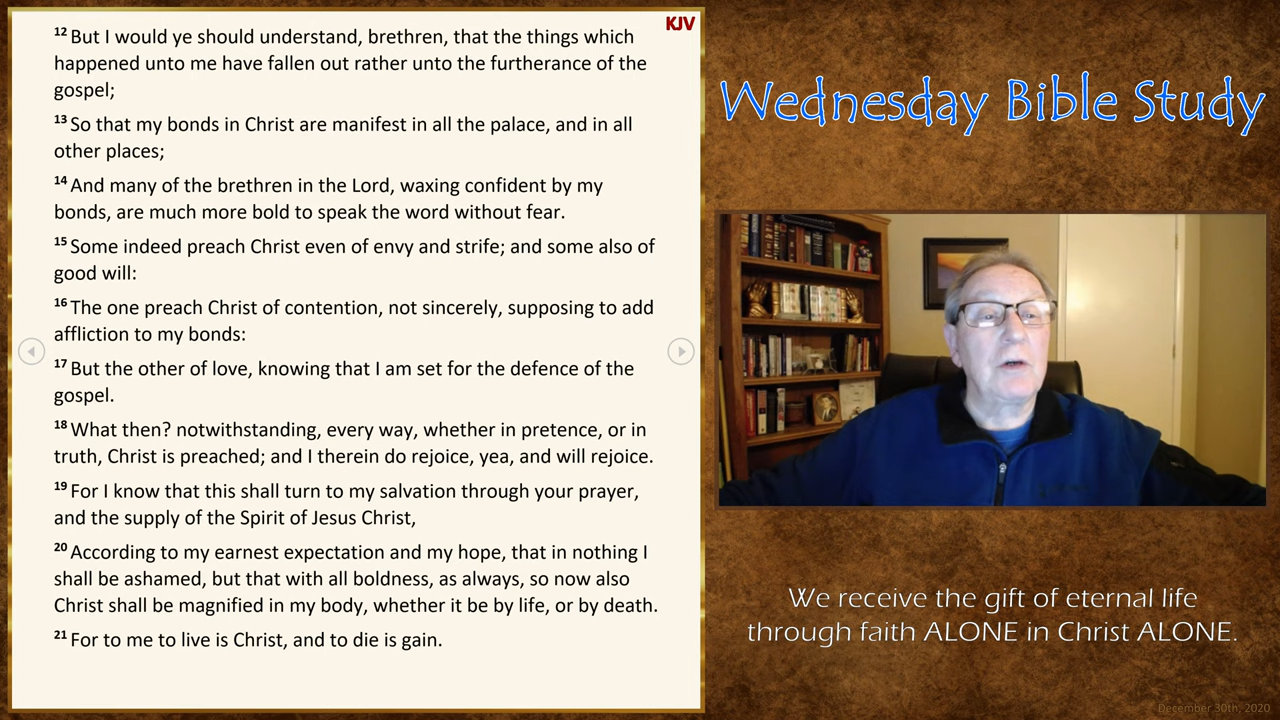 KJV
12 But I would ye should understand, brethren, that the things which
happened unto me have fallen out rather unto the furtherance of the
gospel;
13 So that my bonds in Christ are manifest in all the palace, and in all
other places;
14 And many of the brethren in the Lord, waxing confident by my
bonds, are much more bold to speak the word without fear.
15 Some indeed preach Christ even of envy and strife; and some also of
good will:
16 The one preach Christ of contention, not sincerely, supposing to add
affliction to my bonds:
17 But the other of love, knowing that I am set for the defence of the
gospel.
18 What then? notwithstanding, every way, whether in pretence, or in
truth, Christ is preached; and I therein do rejoice, yea, and will rejoice.
19 For I know that this shall turn to my salvation through your prayer,
and the supply of the Spirit of Jesus Christ,
20 According to my earnest expectation and my hope, that in nothing I
shall be ashamed, but that with all boldness, as always, so now also
Christ shall be magnified in my body, whether it be by life, or by death.
21 For to me to live is Christ, and to die is gain.
Wednesday Bible Study
We receive the gift of eternal life
through faith ALONE in Christ ALONE.
December 30th, 2020